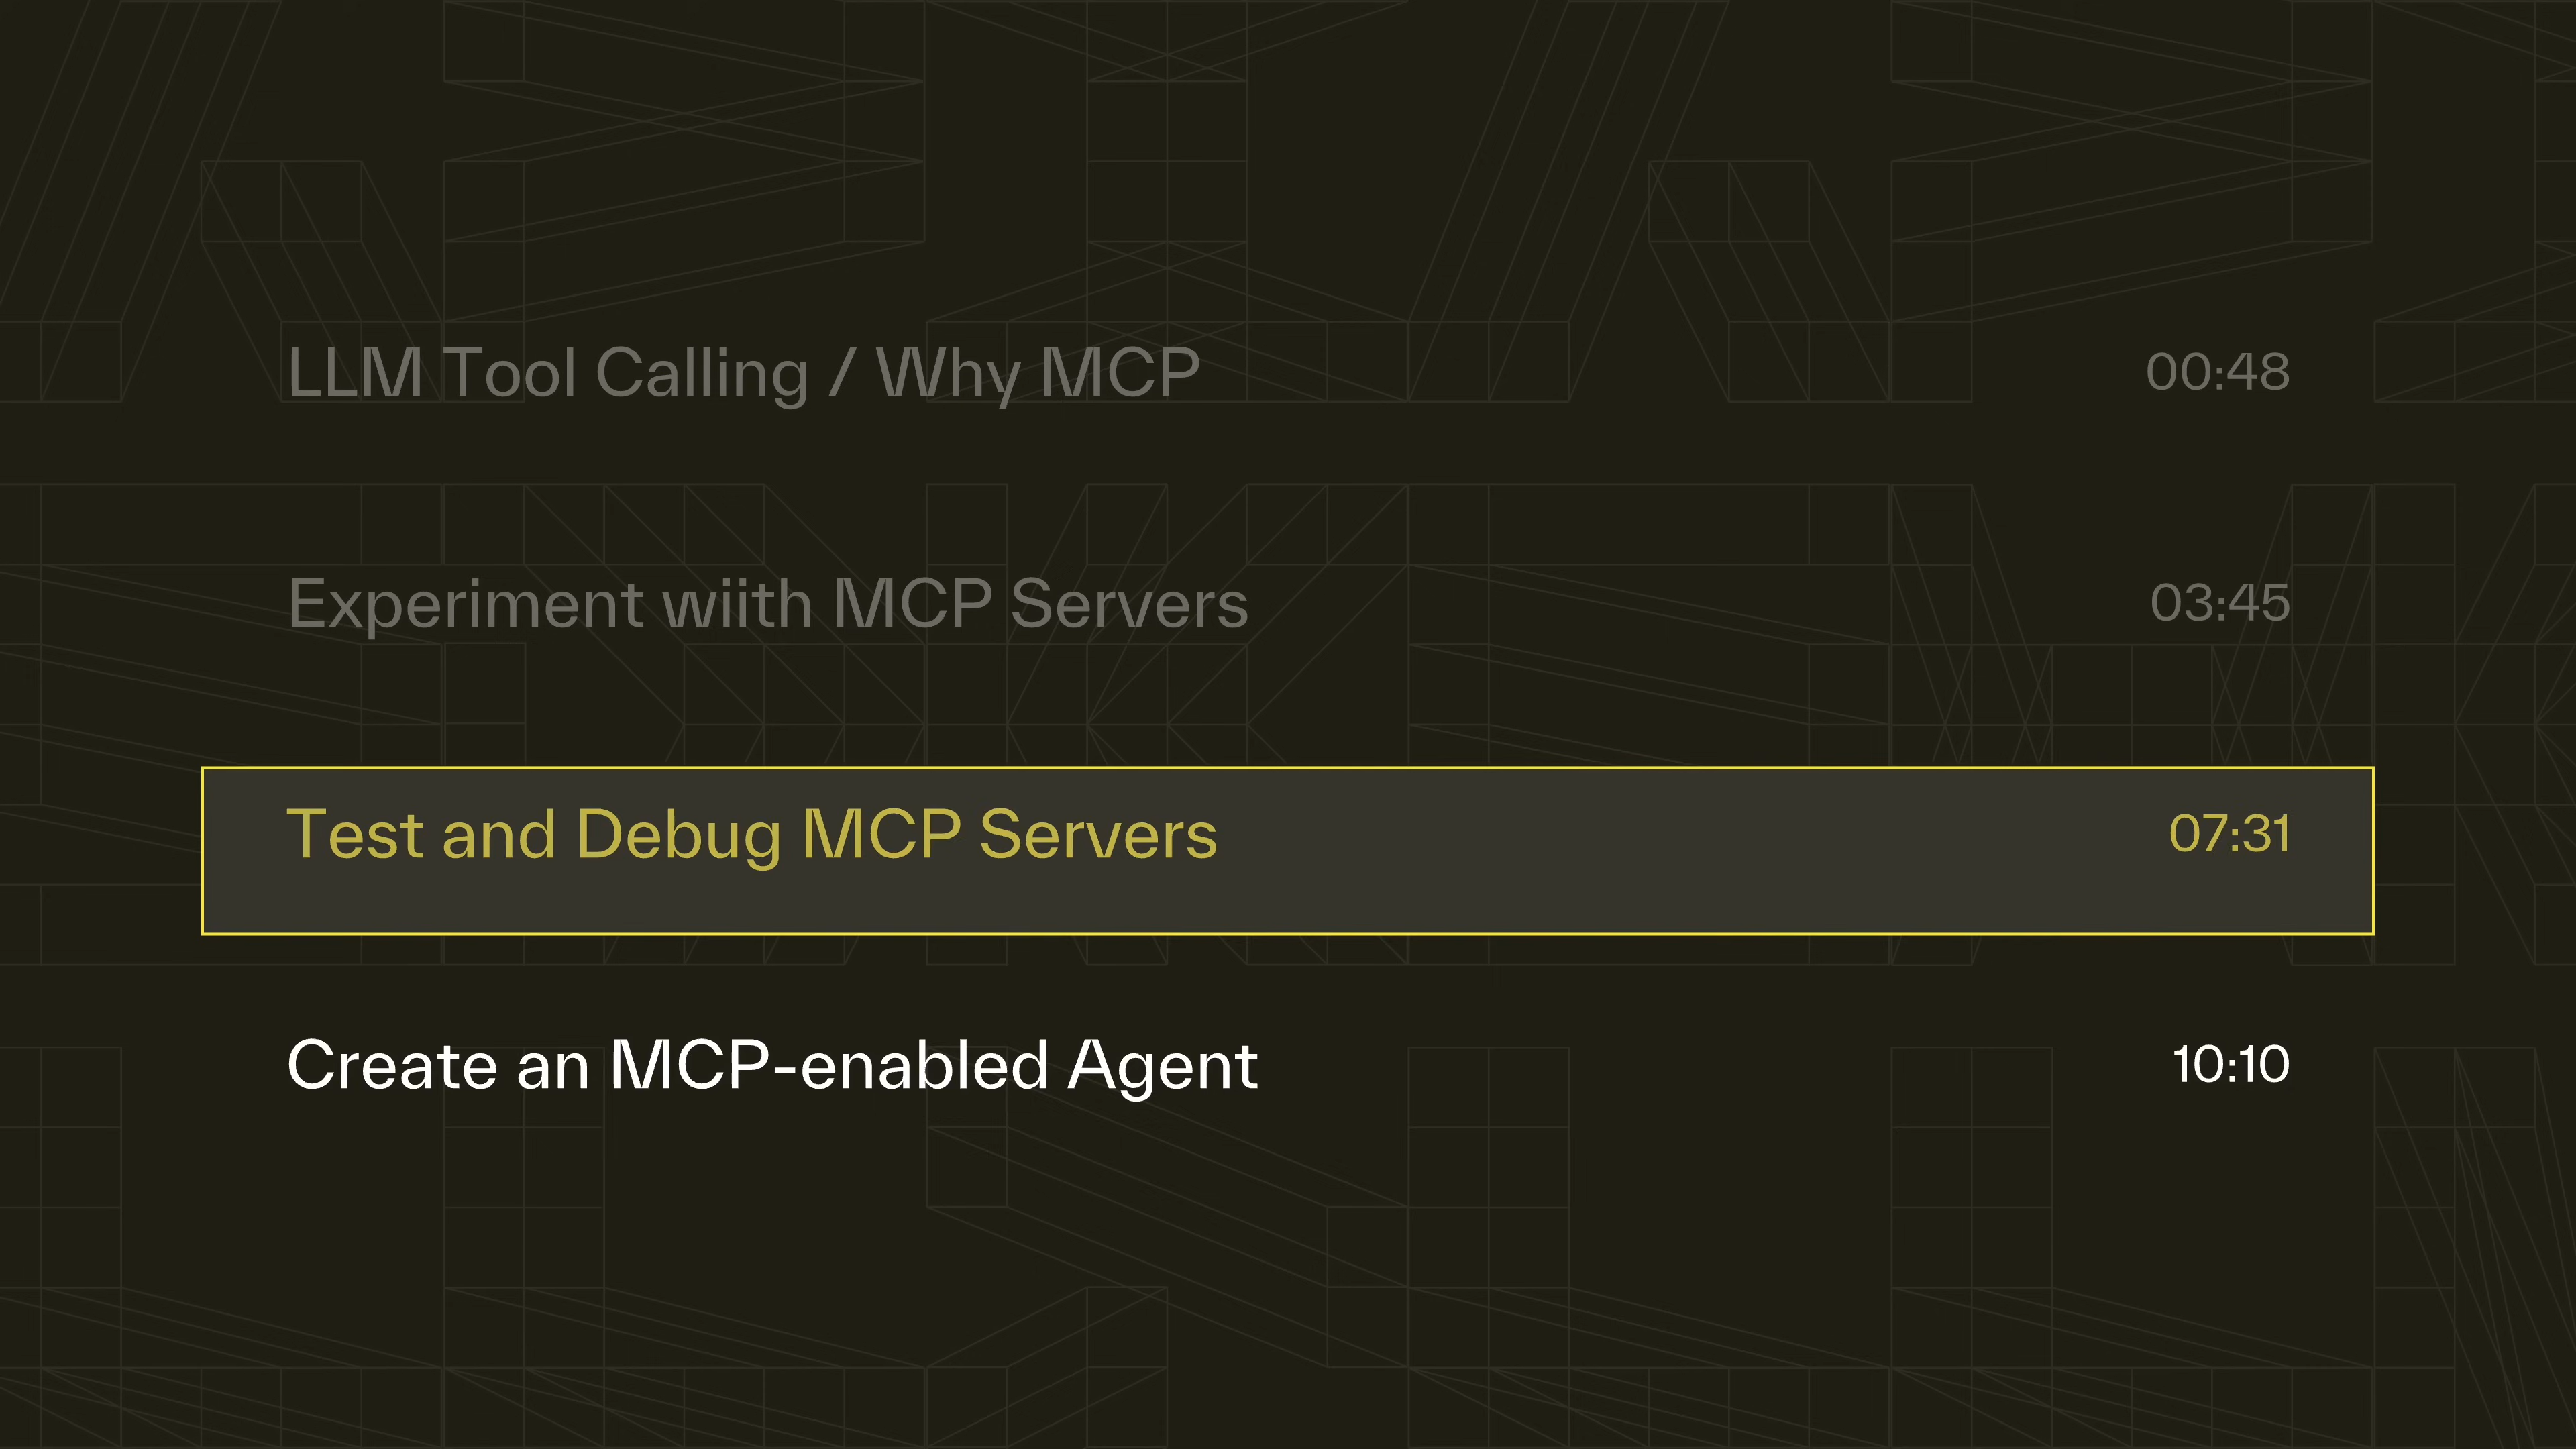 LLM Tool Calling / Why MCP 00:48
Experiment wiith MCP Servers 03:45
Test and Debug MCP Servers 07:31
Create an MCP-enabled Agent 10:10